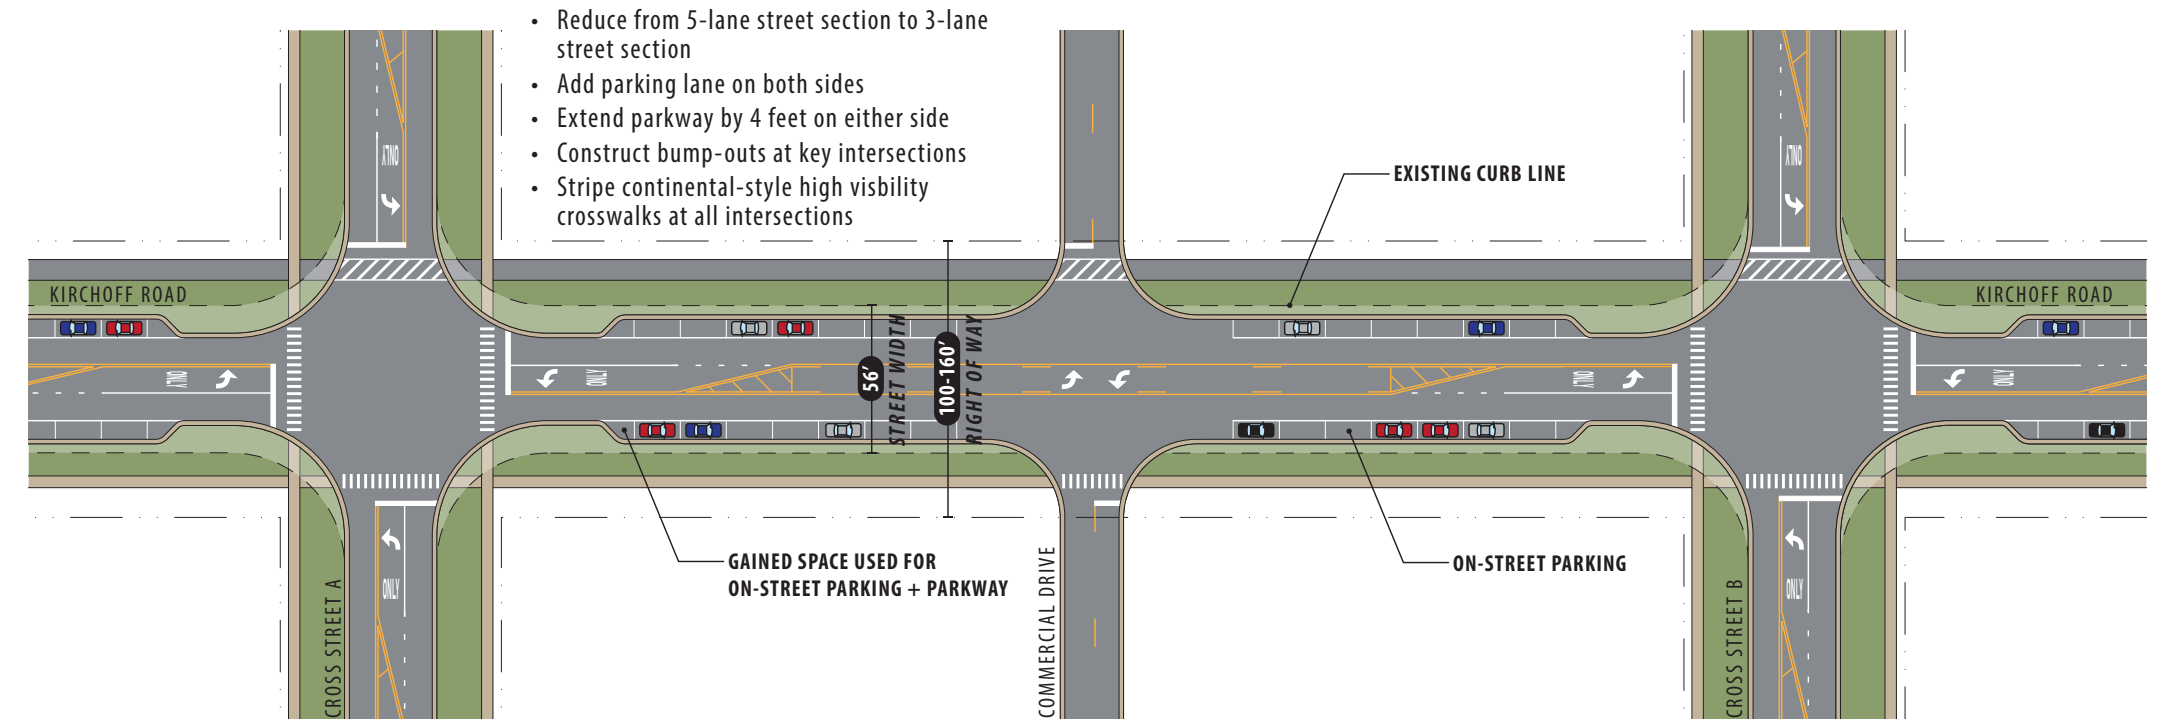 • Reduce from 5-lane street section to 3-lane
street section
• Add parking lane on both sides
• Extend parkway by 4 feet on either side
• Construct bump-outs at key intersections
• Stripe continental-style high visbility
crosswalks at all intersections
EXISTING CURB LINE
ONLY
ONLY
KIRCHOFF ROAD
KIRCHOFF ROAD
ONLY
ONLY
56’
STREET WIDTH
100-160’
RIGHT OF WAY
ONLY
ONLY
GAINED SPACE USED FOR
ON-STREET PARKING + PARKWAY
ON-STREET PARKING
ONLY
ONLY
CROSS STREET A
COMMERCIAL DRIVE
CROSS STREET B